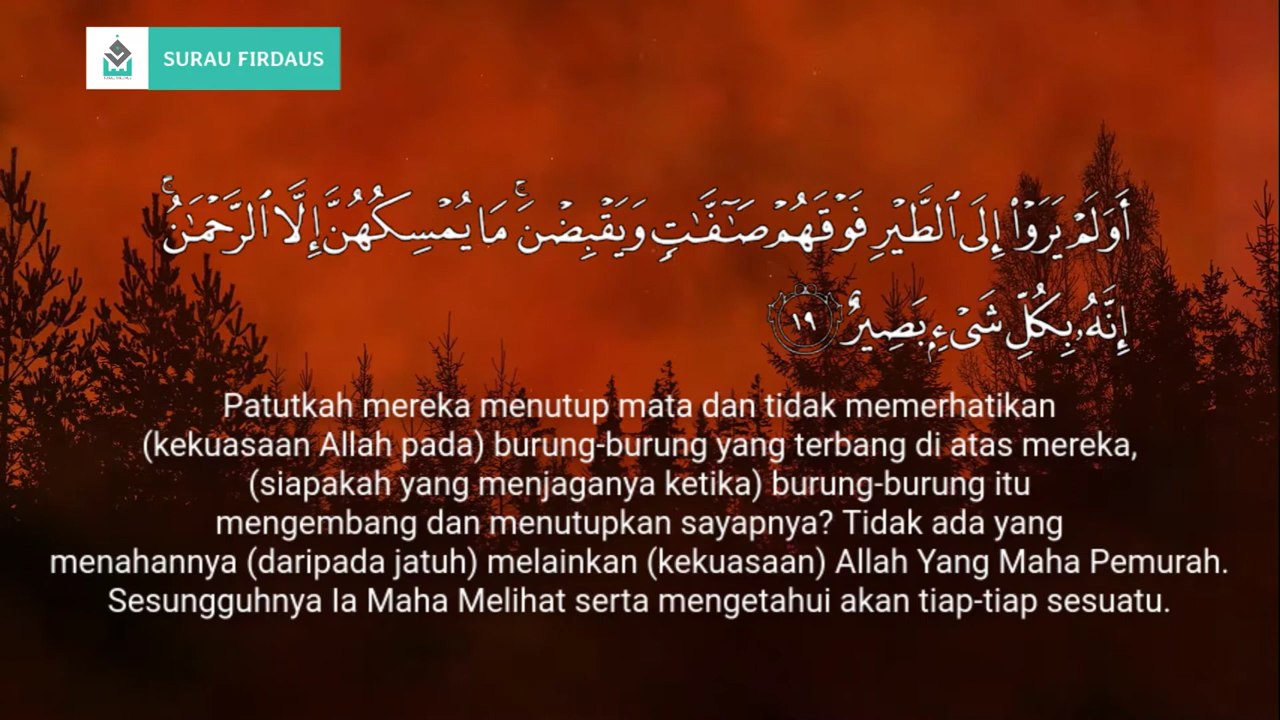 SURAU FIRDAUS
أَوَلَمْ يَرَوْا۟ إِلَى ٱلطَّيْرِ فَوْقَهُمْ صَـٰٓفَّـٰتٍ وَيَقْبِضْنَ ۚ مَا يُمْسِكُهُنَّ إِلَّا ٱلرَّحْمَـٰنُ ۚ
إِنَّهُۥ بِكُلِّ شَىْءٍۭ بَصِيرٌ ١٩
Patutkah mereka menutup mata dan tidak memerhatikan
(kekuasaan Allah pada) burung-burung yang terbang di atas mereka,
(siapakah yang menjaganya ketika) burung-burung itu
mengembang dan menutupkan sayapnya? Tidak ada yang
menahannya (daripada jatuh) melainkan (kekuasaan) Allah Yang Maha Pemurah.
Sesungguhnya Ia Maha Melihat serta mengetahui akan tiap-tiap sesuatu.